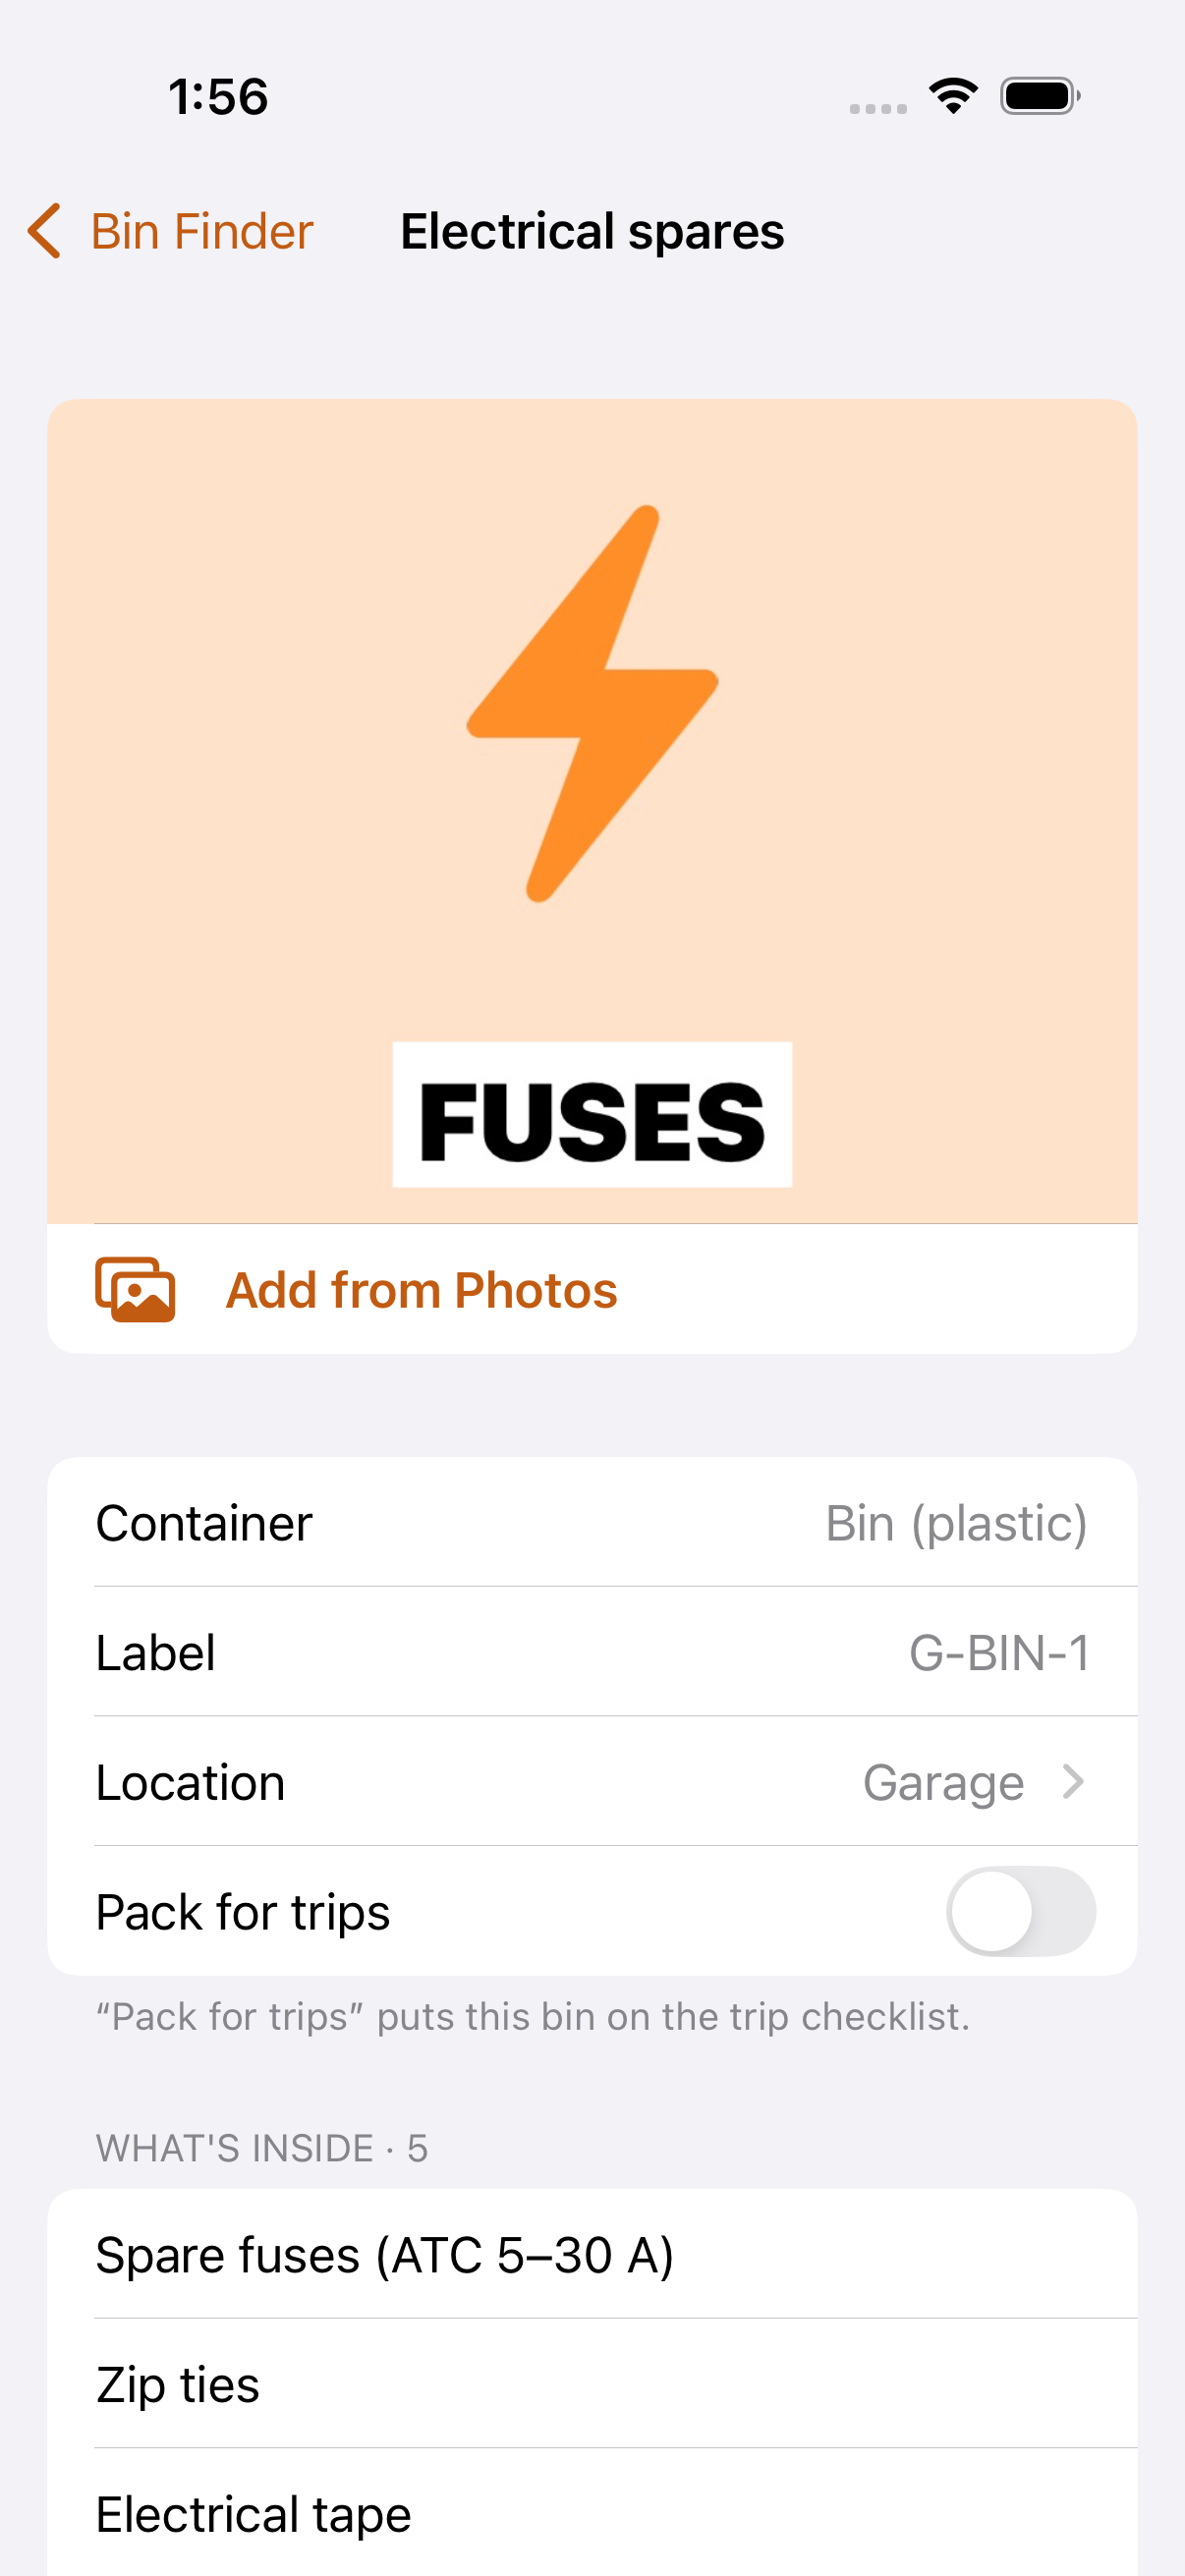 1:56
Bin Finder
Electrical spares
FUSES
Add from Photos
Container
Bin (plastic)
Label
G-BIN-1
Location
Garage
Pack for trips
“Pack for trips” puts this bin on the trip checklist.
WHAT'S INSIDE · 5
Spare fuses (ATC 5–30 A)
Zip ties
Electrical tape